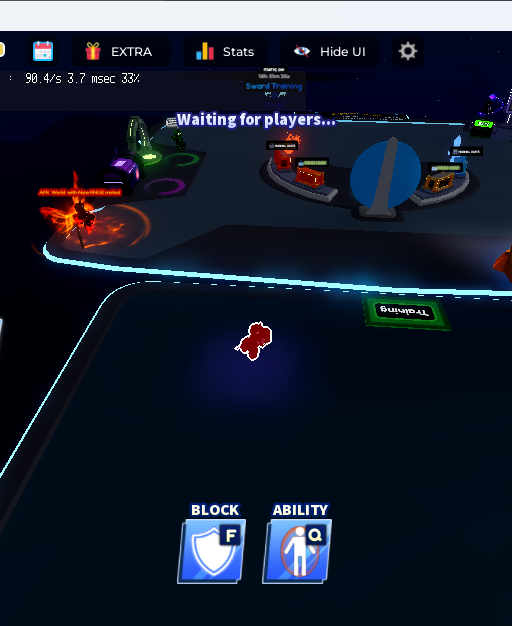 EXTRA
Stats
Hide UI
: 90.4/s 3.7 msec 33%
Sword Training
Waiting for players...
Training
BLOCK
ABILITY
F
Q